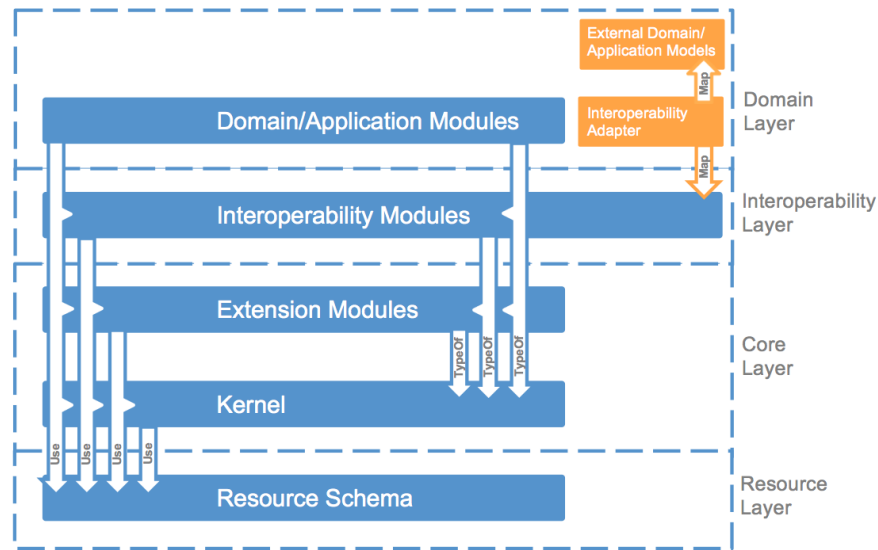 External Domain/
Application Models
Map
Domain/Application Modules
Interoperability
Adapter
Domain
Layer
Map
Interoperability Modules
Interoperability
Layer
Extension Modules
TypeOf
TypeOf
TypeOf
Core
Layer
Kernel
Use
Use
Use
Use
Resource Schema
Resource
Layer